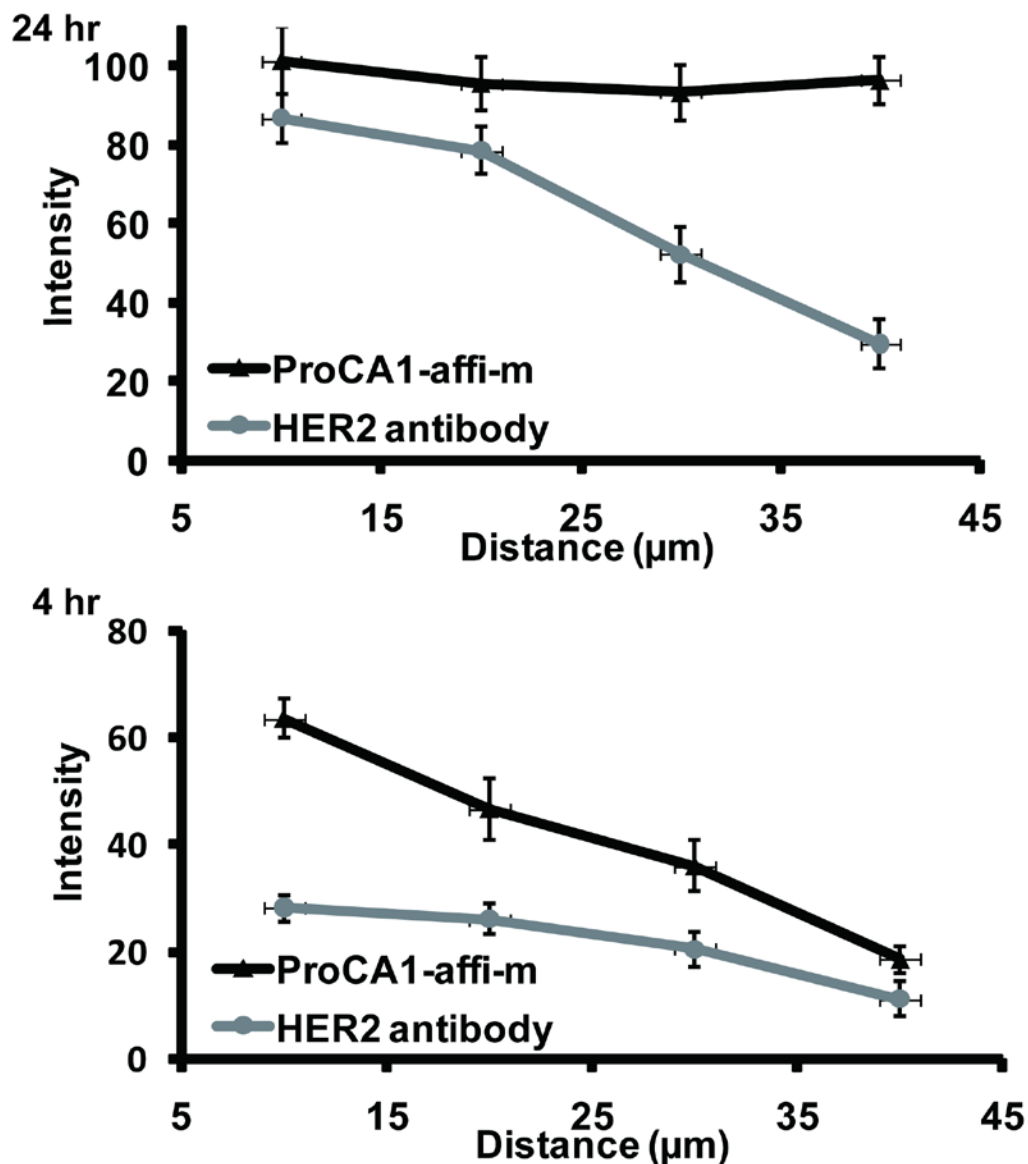 24 hr
100
80
60
40
20
0
Intensity
ProCA1-affi-m
HER2 antibody
5 15 25 35 45
Distance (µm)
4 hr
80
60
40
20
0
Intensity
ProCA1-affi-m
HER2 antibody
5 15 25 35 45
Distance (µm)